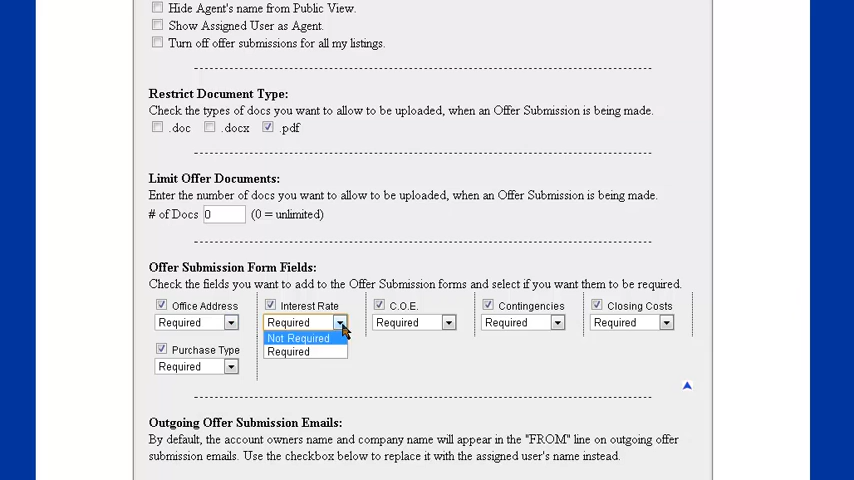 Hide Agent's name from Public View.
Show Assigned User as Agent.
Turn off offer submissions for all my listings.
Restrict Document Type:
Check the types of docs you want to allow to be uploaded, when an Offer Submission is being made.
.doc .docx .pdf
Limit Offer Documents:
Enter the number of docs you want to allow to be uploaded, when an Offer Submission is being made.
# of Docs 0 (0 = unlimited)
Offer Submission Form Fields:
Check the fields you want to add to the Offer Submission forms and select if you want them to be required.
Office Address Interest Rate C.O.E. Contingencies Closing Costs
Required Required Required Required Required
Not Required
Purchase Type Required
Required
Outgoing Offer Submission Emails:
By default, the account owners name and company name will appear in the "FROM" line on outgoing offer
submission emails. Use the checkbox below to replace it with the assigned user's name instead.